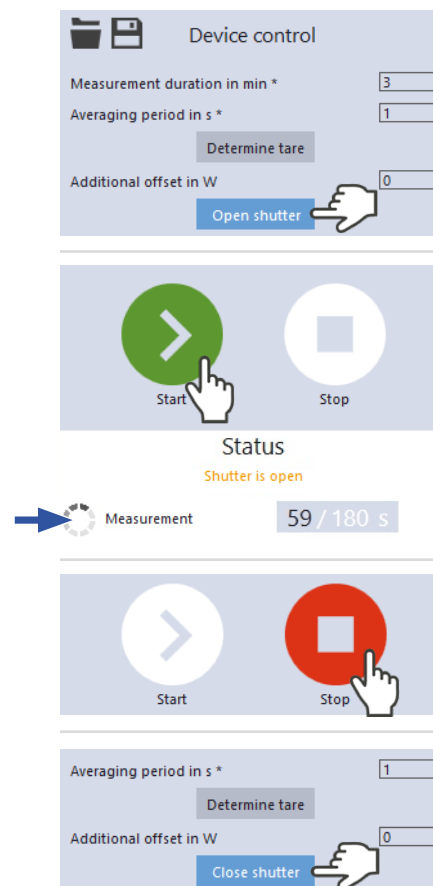 Device control
Measurement duration in min * 3
Averaging period in s * 1
Determine tare
Additional offset in W 0
Open shutter
Start Stop
Status
Shutter is open
Measurement 59 / 180 s
Start Stop
Averaging period in s * 1
Determine tare
Additional offset in W 0
Close shutter